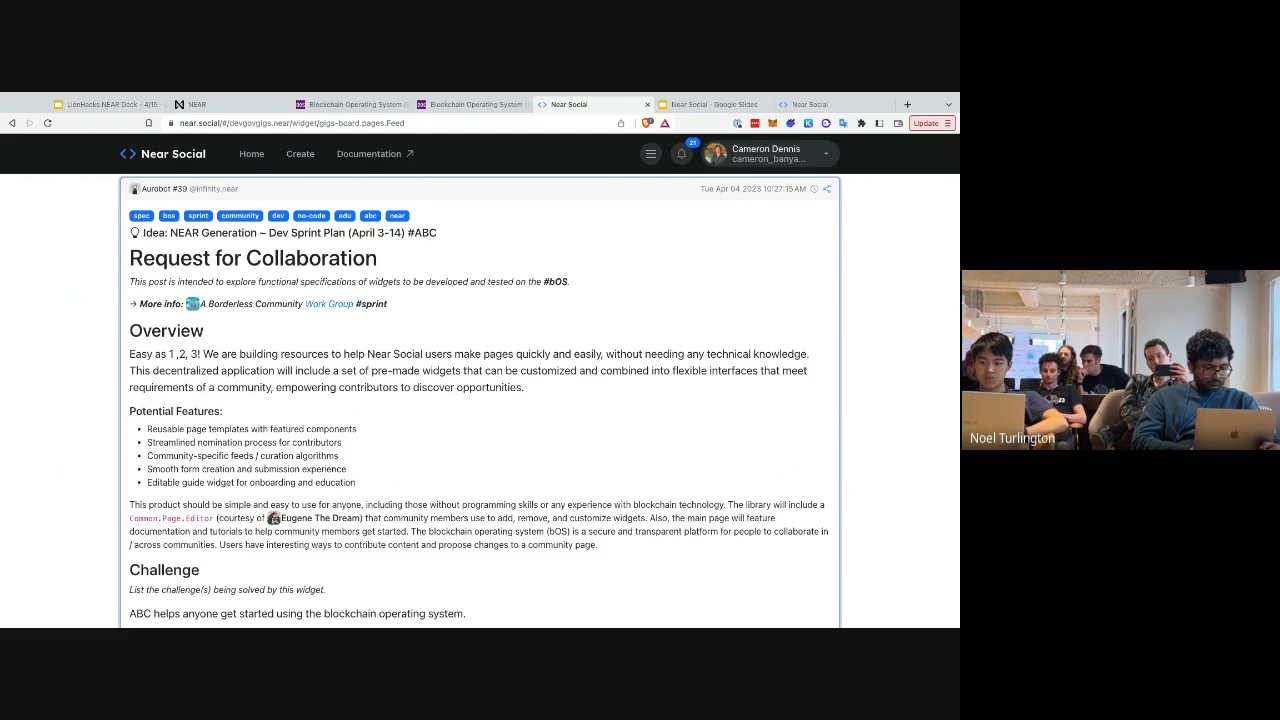 LionHacks NEAR Deck - 4/15 -
NEAR
Blockchain Operating System (
Blockchain Operating System (
Near Social
Near Social - Google Slides
Near Social
near.social/#/devgovgigs.near/widget/gigs-board.pages.Feed
Update
Near Social
Home
Create
Documentation
21
Cameron Dennis
cameron_banya...
Aurobot #39 @infinity.near
Tue Apr 04 2023 10:27:15 AM
spec bos sprint community dev no-code edu abc near
Idea: NEAR Generation ~ Dev Sprint Plan (April 3-14) #ABC
Request for Collaboration
This post is intended to explore functional specifications of widgets to be developed and tested on the #bOS.
→ More info: A Borderless Community Work Group #sprint
Overview
Easy as 1 ,2, 3! We are building resources to help Near Social users make pages quickly and easily, without needing any technical knowledge.
This decentralized application will include a set of pre-made widgets that can be customized and combined into flexible interfaces that meet
requirements of a community, empowering contributors to discover opportunities.
Potential Features:
• Reusable page templates with featured components
• Streamlined nomination process for contributors
• Community-specific feeds / curation algorithms
• Smooth form creation and submission experience
• Editable guide widget for onboarding and education
This product should be simple and easy to use for anyone, including those without programming skills or any experience with blockchain technology. The library will include a
Common.Page.Editor (courtesy of Eugene The Dream) that community members use to add, remove, and customize widgets. Also, the main page will feature
documentation and tutorials to help community members get started. The blockchain operating system (bOS) is a secure and transparent platform for people to collaborate in
/ across communities. Users have interesting ways to contribute content and propose changes to a community page.
Challenge
List the challenge(s) being solved by this widget.
ABC helps anyone get started using the blockchain operating system.
Noel Turlington